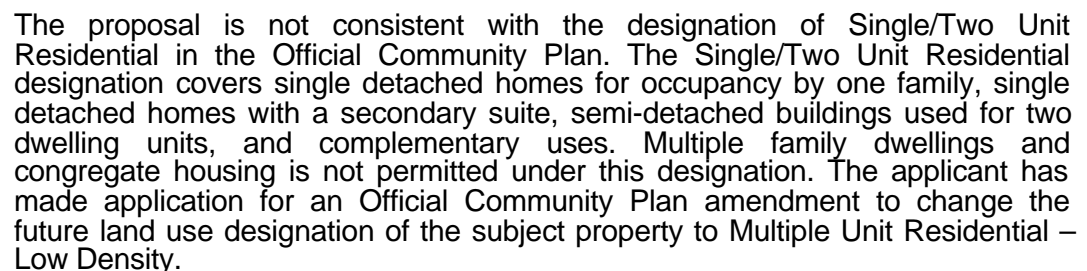 The proposal is not consistent with the designation of Single/Two Unit
Residential in the Official Community Plan. The Single/Two Unit Residential
designation covers single detached homes for occupancy by one family, single
detached homes with a secondary suite, semi-detached buildings used for two
dwelling units, and complementary uses. Multiple family dwellings and
congregate housing is not permitted under this designation. The applicant has
made application for an Official Community Plan amendment to change the
future land use designation of the subject property to Multiple Unit Residential –
Low Density.